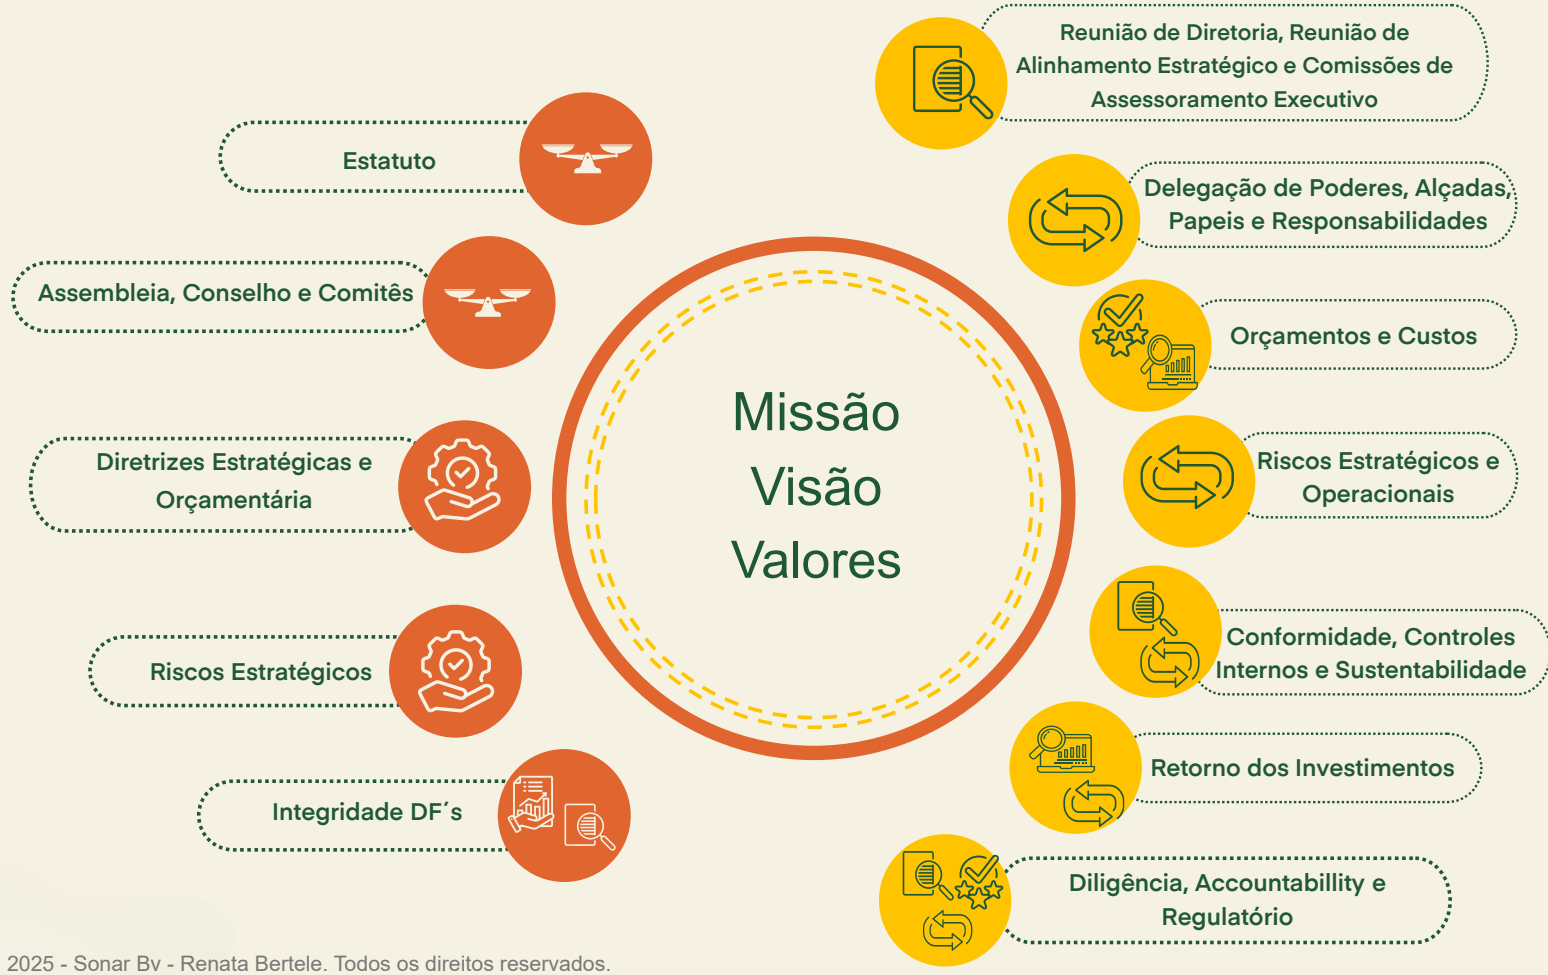 Estatuto
Assembleia, Conselho e Comitês
Diretrizes Estratégicas e
Orçamentária
Riscos Estratégicos
Integridade DF´s
Missão
Visão
Valores
Reunião de Diretoria, Reunião de
Alinhamento Estratégico e Comissões de
Assessoramento Executivo
Delegação de Poderes, Alçadas,
Papeis e Responsabilidades
Orçamentos e Custos
Riscos Estratégicos e
Operacionais
Conformidade, Controles
Internos e Sustentabilidade
Retorno dos Investimentos
Diligência, Accountabillity e
Regulatório
2025 - Sonar Bv - Renata Bertele. Todos os direitos reservados.